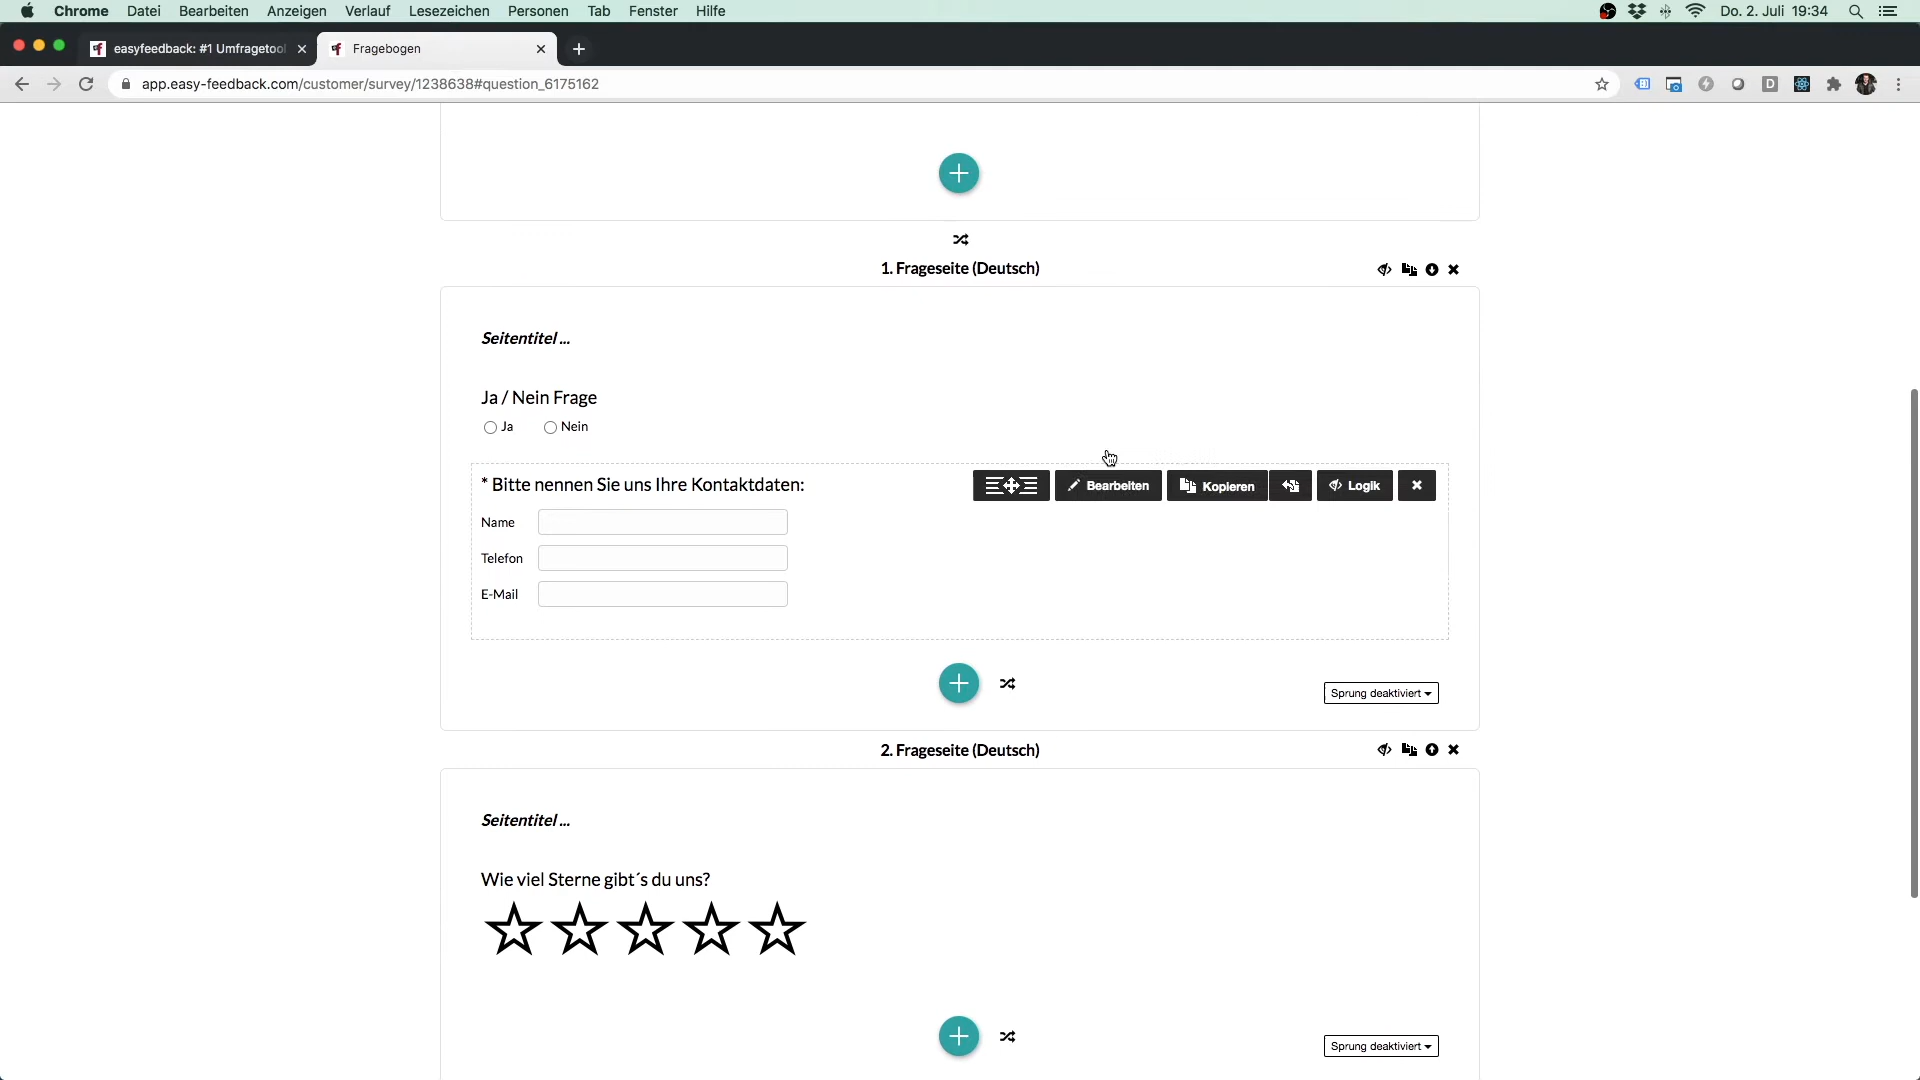 Chrome Datei Bearbeiten Anzeigen Verlauf Lesezeichen Personen Tab Fenster Hilfe Do. 2. Juli 19:34
easyfeedback: #1 Umfragetool Fragebogen
app.easy-feedback.com/customer/survey/1238638#question_6175162
1. Frageseite (Deutsch)
Seitentitel ...
Ja / Nein Frage
Ja Nein
* Bitte nennen Sie uns Ihre Kontaktdaten:
Bearbeiten Kopieren Logik
Name
Telefon
E-Mail
Sprung deaktiviert
2. Frageseite (Deutsch)
Seitentitel ...
Wie viel Sterne gibt´s du uns?
Sprung deaktiviert